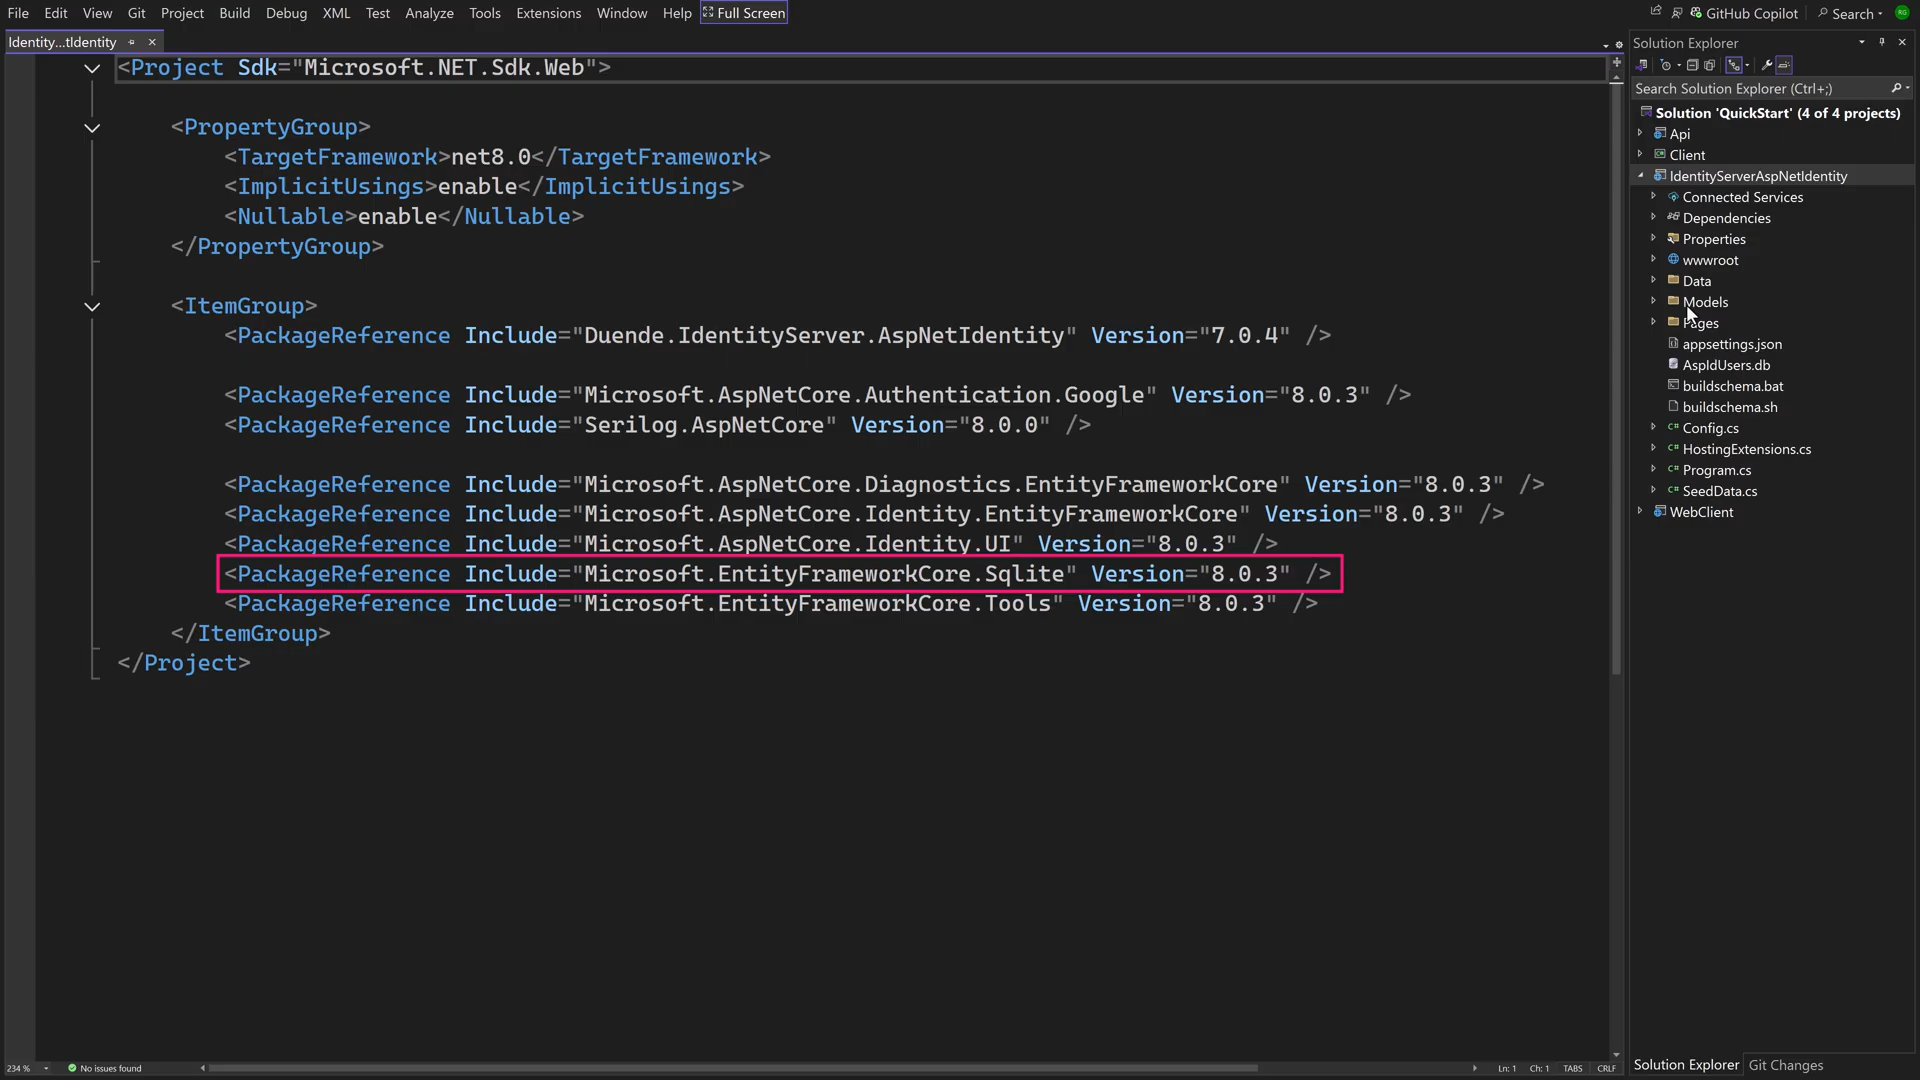 File Edit View Git Project Build Debug XML Test Analyze Tools Extensions Window Help Full Screen GitHub Copilot Search RG
Identity...tIdentity
<Project Sdk="Microsoft.NET.Sdk.Web">
<PropertyGroup>
<TargetFramework>net8.0</TargetFramework>
<ImplicitUsings>enable</ImplicitUsings>
<Nullable>enable</Nullable>
</PropertyGroup>
<ItemGroup>
<PackageReference Include="Duende.IdentityServer.AspNetIdentity" Version="7.0.4" />
<PackageReference Include="Microsoft.AspNetCore.Authentication.Google" Version="8.0.3" />
<PackageReference Include="Serilog.AspNetCore" Version="8.0.0" />
<PackageReference Include="Microsoft.AspNetCore.Diagnostics.EntityFrameworkCore" Version="8.0.3" />
<PackageReference Include="Microsoft.AspNetCore.Identity.EntityFrameworkCore" Version="8.0.3" />
<PackageReference Include="Microsoft.AspNetCore.Identity.UI" Version="8.0.3" />
<PackageReference Include="Microsoft.EntityFrameworkCore.Sqlite" Version="8.0.3" />
<PackageReference Include="Microsoft.EntityFrameworkCore.Tools" Version="8.0.3" />
</ItemGroup>
</Project>
234 % No issues found Ln: 1 Ch: 1 TABS CRLF
Solution Explorer
Search Solution Explorer (Ctrl+;)
Solution 'QuickStart' (4 of 4 projects)
Api
Client
IdentityServerAspNetIdentity
Connected Services
Dependencies
Properties
wwwroot
Data
Models
Pages
appsettings.json
AspIdUsers.db
buildschema.bat
buildschema.sh
Config.cs
HostingExtensions.cs
Program.cs
SeedData.cs
WebClient
Solution Explorer Git Changes